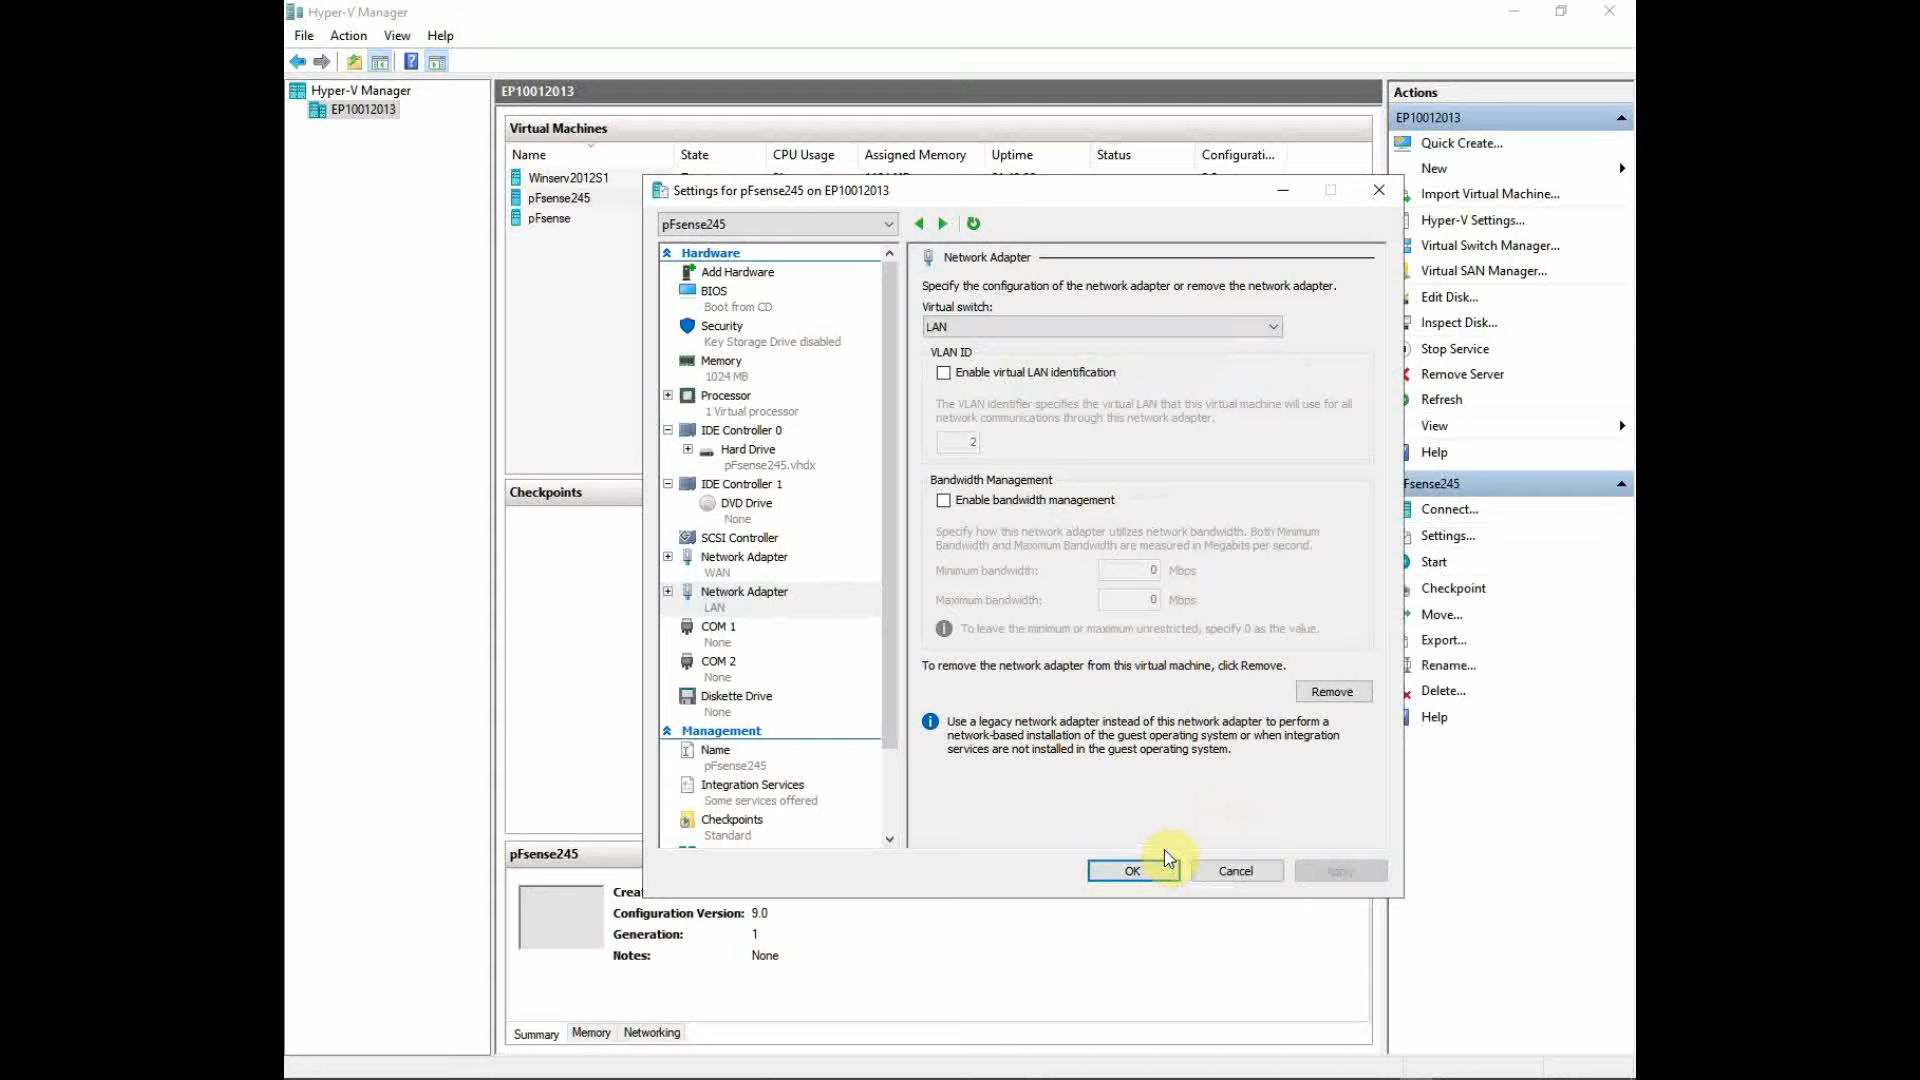 Hyper-V Manager
File Action View Help
Hyper-V Manager
EP10012013
EP10012013
Virtual Machines
Name State CPU Usage Assigned Memory Uptime Status Configurati...
Winserv2012S1
pFsense245
pFsense
Checkpoints
pFsense245
Crea
Configuration Version: 9.0
Generation: 1
Notes: None
Summary Memory Networking
Settings for pFsense245 on EP10012013
pFsense245
Hardware
Add Hardware
BIOS
Boot from CD
Security
Key Storage Drive disabled
Memory
1024 MB
Processor
1 Virtual processor
IDE Controller 0
Hard Drive
pFsense245.vhdx
IDE Controller 1
DVD Drive
None
SCSI Controller
Network Adapter
WAN
Network Adapter
LAN
COM 1
None
COM 2
None
Diskette Drive
None
Management
Name
pFsense245
Integration Services
Some services offered
Checkpoints
Standard
Network Adapter
Specify the configuration of the network adapter or remove the network adapter.
Virtual switch:
LAN
VLAN ID
Enable virtual LAN identification
The VLAN identifier specifies the virtual LAN that this virtual machine will use for all
network communications through this network adapter.
2
Bandwidth Management
Enable bandwidth management
Specify how this network adapter utilizes network bandwidth. Both Minimum
Bandwidth and Maximum Bandwidth are measured in Megabits per second.
Minimum bandwidth: 0 Mbps
Maximum bandwidth: 0 Mbps
To leave the minimum or maximum unrestricted, specify 0 as the value.
To remove the network adapter from this virtual machine, click Remove.
Remove
Use a legacy network adapter instead of this network adapter to perform a
network-based installation of the guest operating system or when integration
services are not installed in the guest operating system.
OK Cancel Apply
Actions
EP10012013
Quick Create...
New
Import Virtual Machine...
Hyper-V Settings...
Virtual Switch Manager...
Virtual SAN Manager...
Edit Disk...
Inspect Disk...
Stop Service
Remove Server
Refresh
View
Help
Fsense245
Connect...
Settings...
Start
Checkpoint
Move...
Export...
Rename...
Delete...
Help